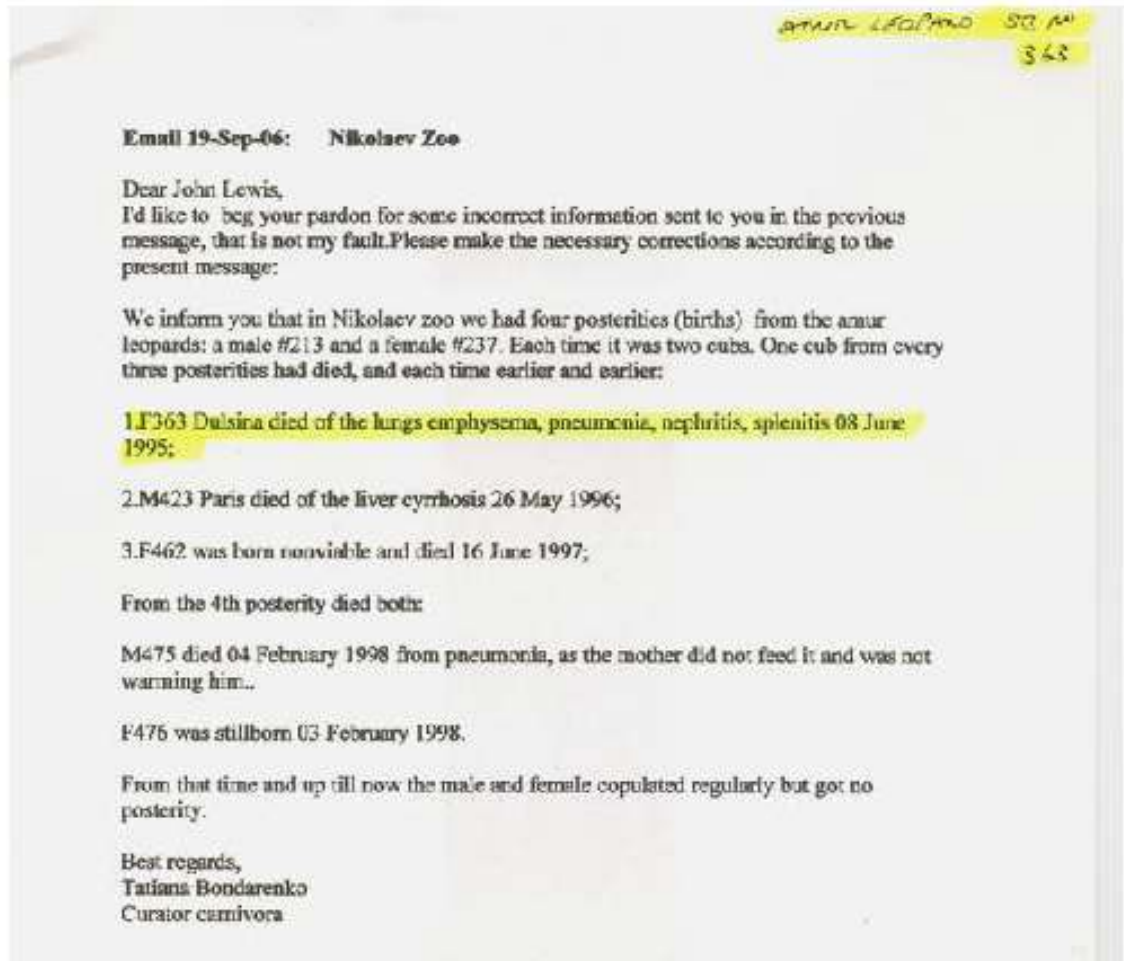 AMUR LEOPARD SB No
363
Email 19-Sep-06: Nikolaev Zoo
Dear John Lewis,
I'd like to beg your pardon for some incorrect information sent to you in the previous
message, that is not my fault.Please make the necessary corrections according to the
present message:
We inform you that in Nikolaev zoo we had four posterities (births) from the amur
leopards: a male #213 and a female #237. Each time it was two cubs. One cub from every
three posterities had died, and each time earlier and earlier:
1.F363 Dulsina died of the lungs emphysema, pneumonia, nephritis, splenitis 08 June
1995;
2.M423 Paris died of the liver cyrrhosis 26 May 1996;
3.F462 was born nonviable and died 16 June 1997;
From the 4th posterity died both:
M475 died 04 February 1998 from pneumonia, as the mother did not feed it and was not
warming him..
F476 was stillborn 03 February 1998.
From that time and up till now the male and female copulated regularly but got no
posterity.
Best regards,
Tatiana Bondarenko
Curator carnivora